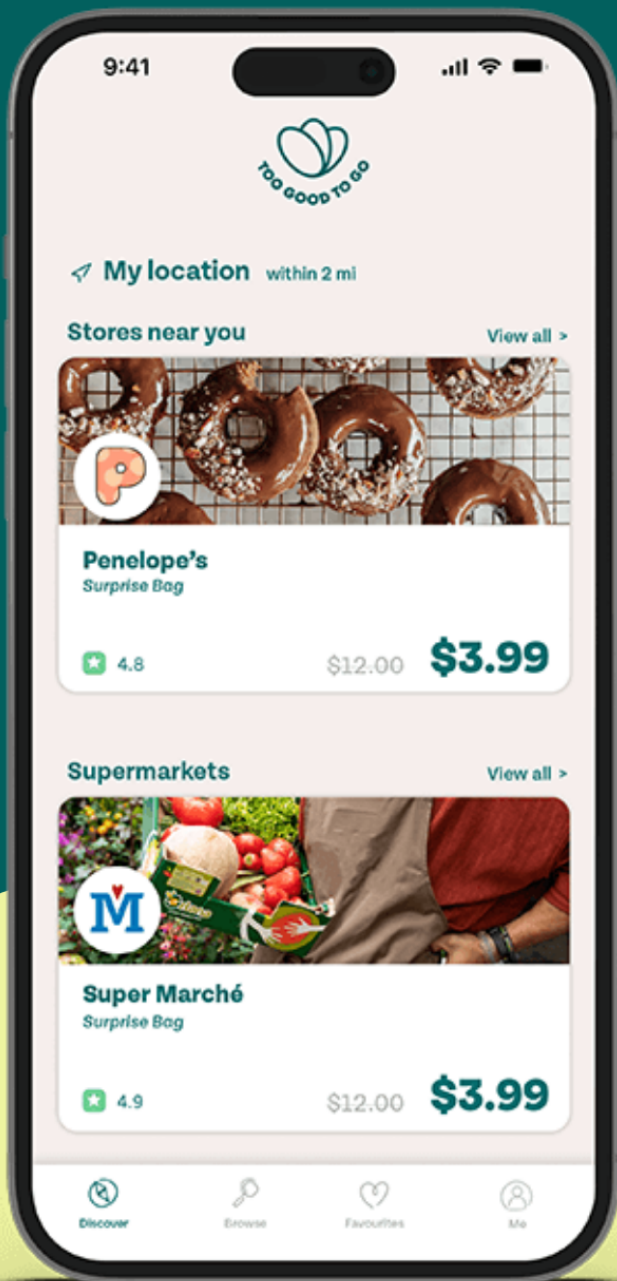 9:41
TOO GOOD TO GO
My location within 2 mi
Stores near you View all >
P
Penelope’s
Surprise Bag
4.8 $12.00 $3.99
Supermarkets View all >
M
Super Marché
Surprise Bag
4.9 $12.00 $3.99
Discover Browse Favourites Me